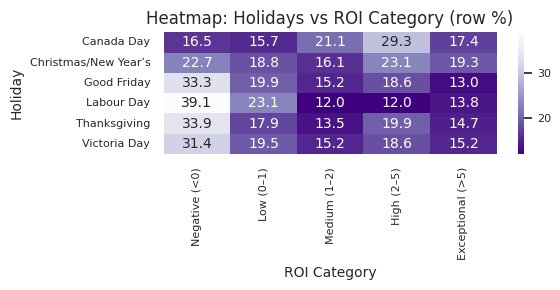 Heatmap: Holidays vs ROI Category (row %)
Holiday
Canada Day 16.5 15.7 21.1 29.3 17.4
Christmas/New Year’s 22.7 18.8 16.1 23.1 19.3
Good Friday 33.3 19.9 15.2 18.6 13.0
Labour Day 39.1 23.1 12.0 12.0 13.8
Thanksgiving 33.9 17.9 13.5 19.9 14.7
Victoria Day 31.4 19.5 15.2 18.6 15.2
30
20
Negative (<0)
Low (0–1)
Medium (1–2)
High (2–5)
Exceptional (>5)
ROI Category